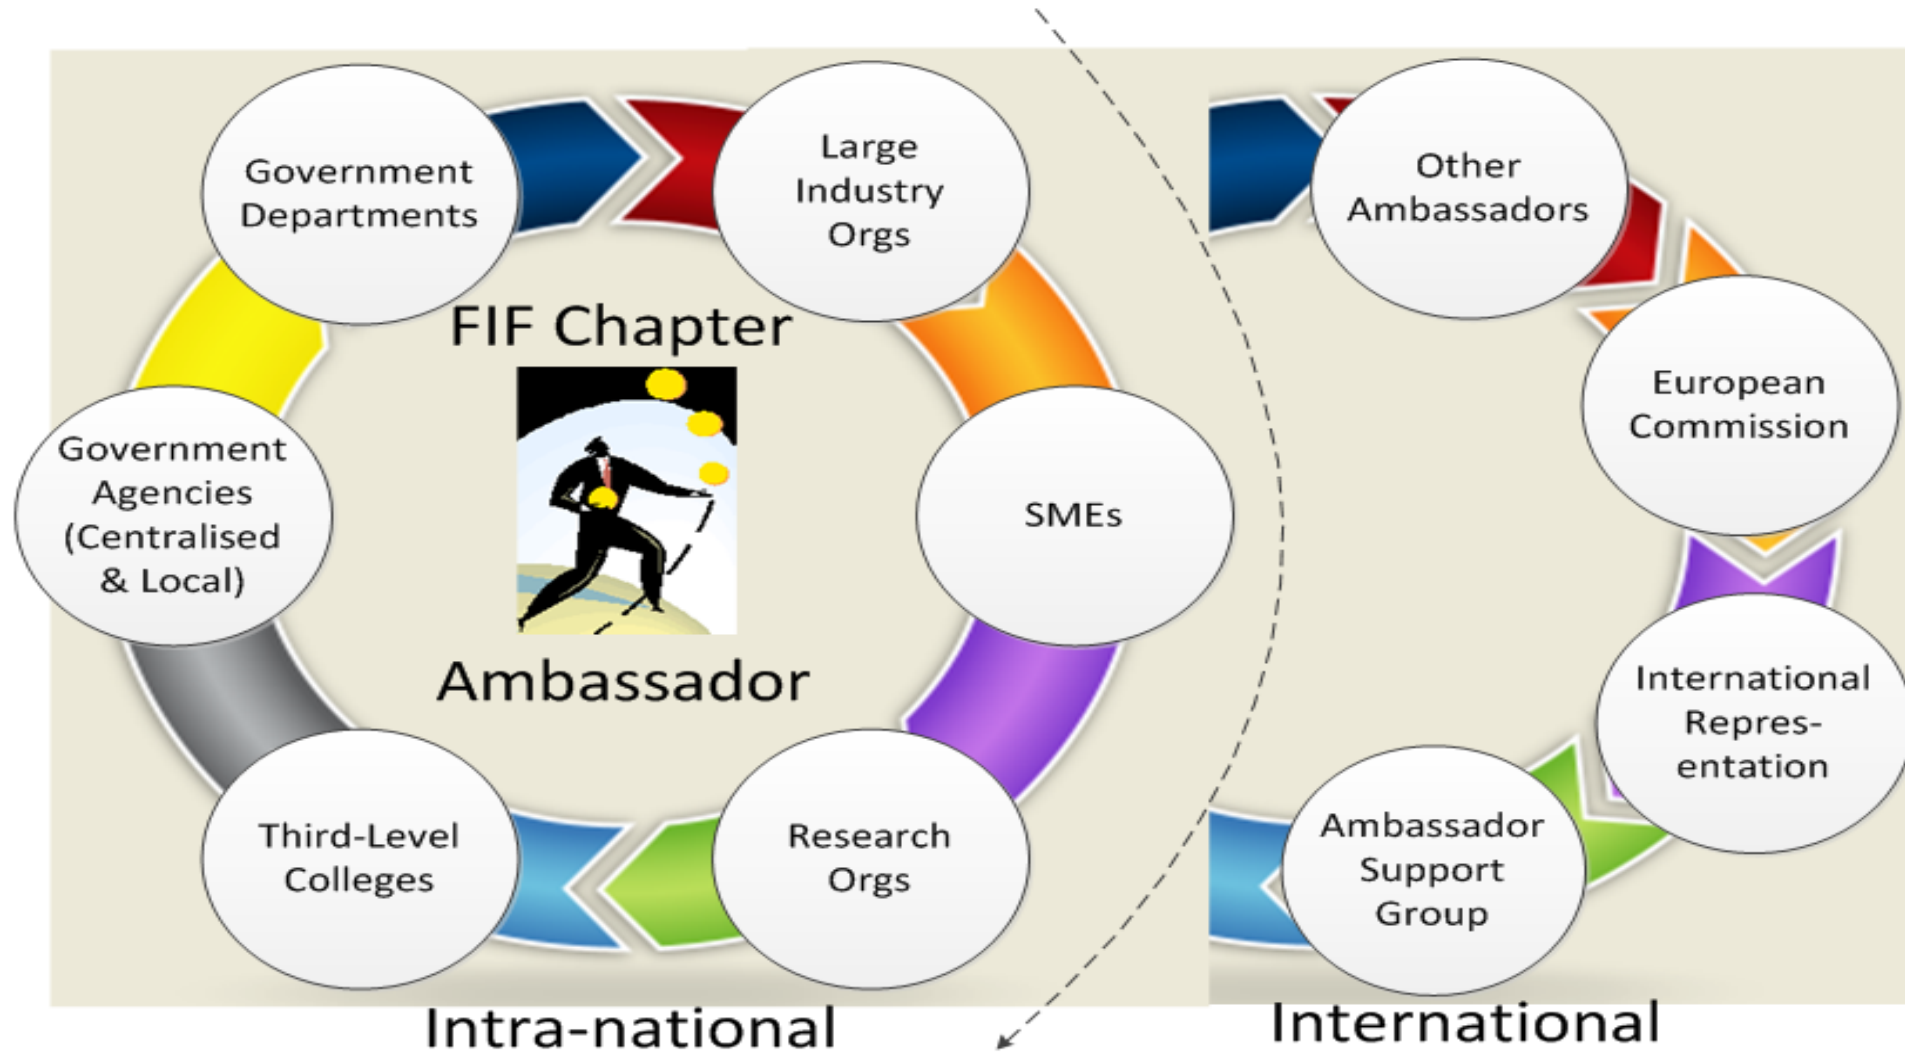 Government
Departments
Large
Industry
Orgs
FIF Chapter
Government
Agencies
(Centralised
& Local)
SMEs
Ambassador
Third-Level
Colleges
Research
Orgs
Intra-national
Other
Ambassadors
European
Commission
International
Repres-
entation
Ambassador
Support
Group
International